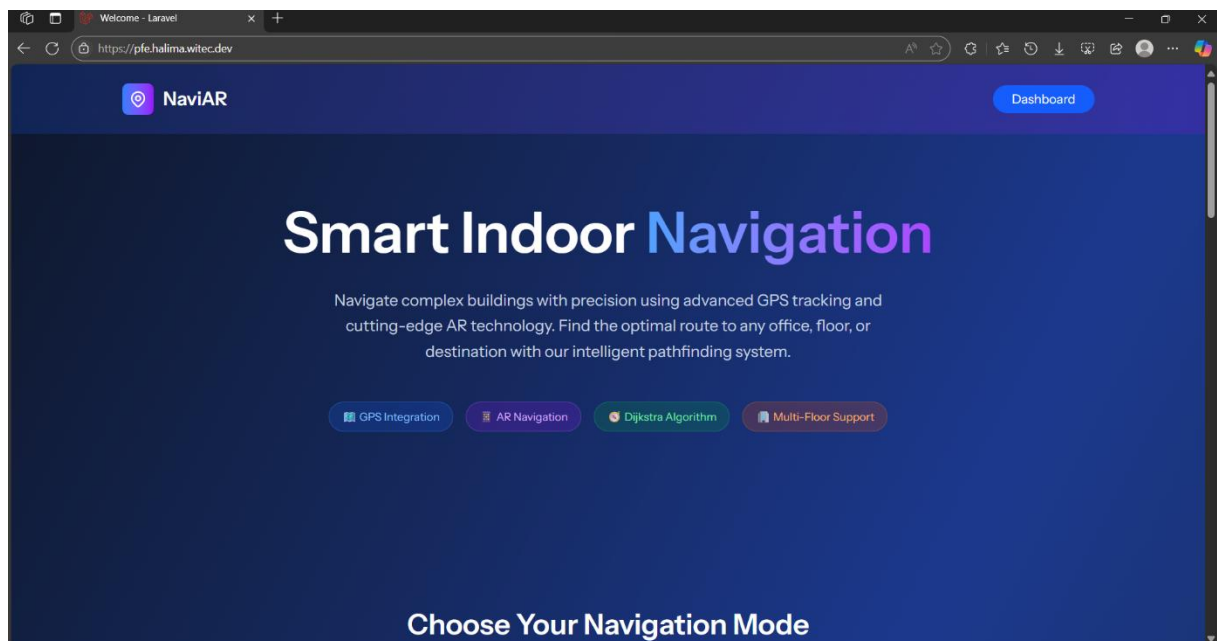 Welcome - Laravel
https://pfe.halima.witec.dev
NaviAR
Dashboard
Smart Indoor Navigation
Navigate complex buildings with precision using advanced GPS tracking and
cutting-edge AR technology. Find the optimal route to any office, floor, or
destination with our intelligent pathfinding system.
GPS Integration
AR Navigation
Dijkstra Algorithm
Multi-Floor Support
Choose Your Navigation Mode